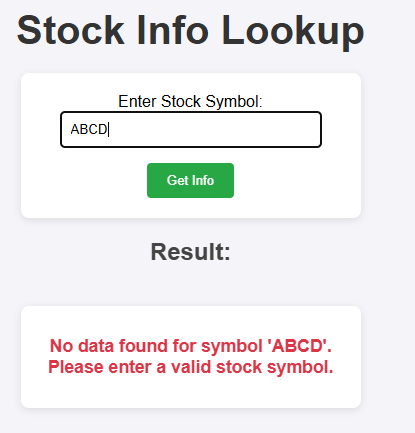 Stock Info Lookup
Enter Stock Symbol:
ABCD
Get Info
Result:
No data found for symbol 'ABCD'.
Please enter a valid stock symbol.